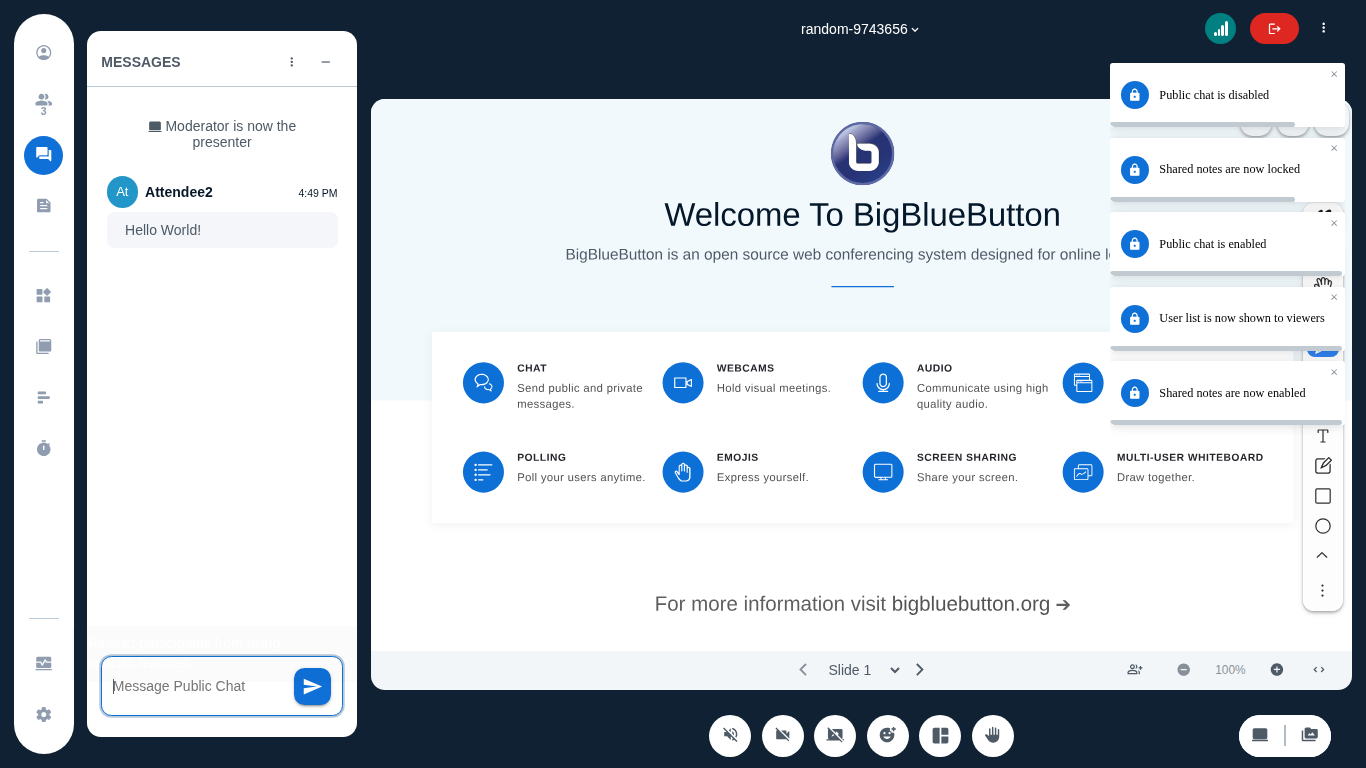 random-9743656
3
MESSAGES
Moderator is now the
presenter
At
Attendee2
4:49 PM
Hello World!
Message Public Chat
Welcome To BigBlueButton
BigBlueButton is an open source web conferencing system designed for online
CHAT
Send public and private
messages.
WEBCAMS
Hold visual meetings.
AUDIO
Communicate using high
quality audio.
POLLING
Poll your users anytime.
EMOJIS
Express yourself.
SCREEN SHARING
Share your screen.
MULTI-USER WHITEBOARD
Draw together.
For more information visit bigbluebutton.org ➔
Slide 1
100%
Public chat is disabled
Shared notes are now locked
Public chat is enabled
User list is now shown to viewers
Shared notes are now enabled